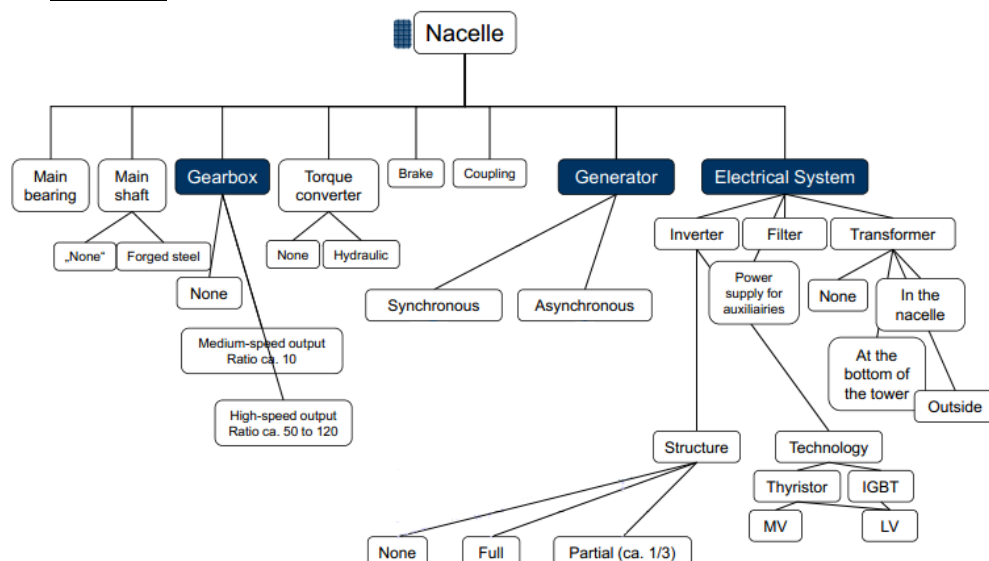 Nacelle
Main
bearing
Main
shaft
Gearbox
Torque
converter
Brake
Coupling
Generator
Electrical System
„None“
Forged steel
None
Hydraulic
Inverter
Filter
Transformer
None
Synchronous
Asynchronous
Power
supply for
auxiliairies
None
In the
nacelle
Medium-speed output
Ratio ca. 10
At the
bottom of
the tower
Outside
High-speed output
Ratio ca. 50 to 120
Structure
Technology
Thyristor
IGBT
MV
LV
None
Full
Partial (ca. 1/3)